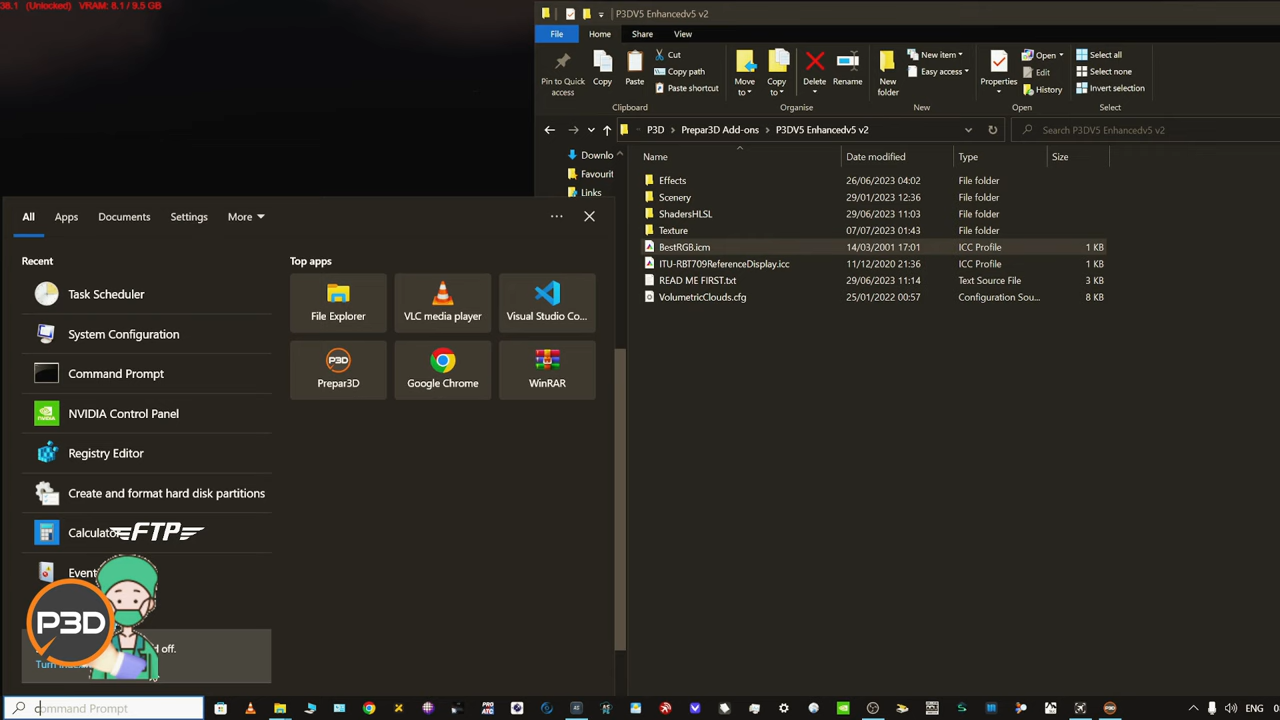 38.1 (Unlocked) VRAM: 8.1 / 9.5 GB
P3DV5 Enhancedv5 v2
File Home Share View
Pin to Quick access
Copy
Paste
Cut
Copy path
Paste shortcut
Clipboard
Move to
Copy to
Delete
Rename
Organise
New folder
New item
Easy access
New
Properties
Open
Edit
History
Open
Select all
Select none
Invert selection
Select
P3D > Prepar3D Add-ons > P3DV5 Enhancedv5 v2
Search P3DV5 Enhancedv5 v2
Downlo
Favourit
Links
Name Date modified Type Size
Effects 26/06/2023 04:02 File folder
Scenery 29/01/2023 12:36 File folder
ShadersHLSL 29/06/2023 11:03 File folder
Texture 07/07/2023 01:43 File folder
BestRGB.icm 14/03/2001 17:01 ICC Profile 1 KB
ITU-RBT709ReferenceDisplay.icc 11/12/2020 21:36 ICC Profile 1 KB
READ ME FIRST.txt 29/06/2023 11:14 Text Source File 3 KB
VolumetricClouds.cfg 25/01/2022 00:57 Configuration Sou... 8 KB
All Apps Documents Settings More
Recent
Task Scheduler
System Configuration
Command Prompt
NVIDIA Control Panel
Registry Editor
Create and format hard disk partitions
Calculator
FTP
Event
P3D
d off.
Turn
Top apps
File Explorer
VLC media player
Visual Studio Co...
P3D
Prepar3D
Google Chrome
WinRAR
command Prompt
PRO
ATC
ENG